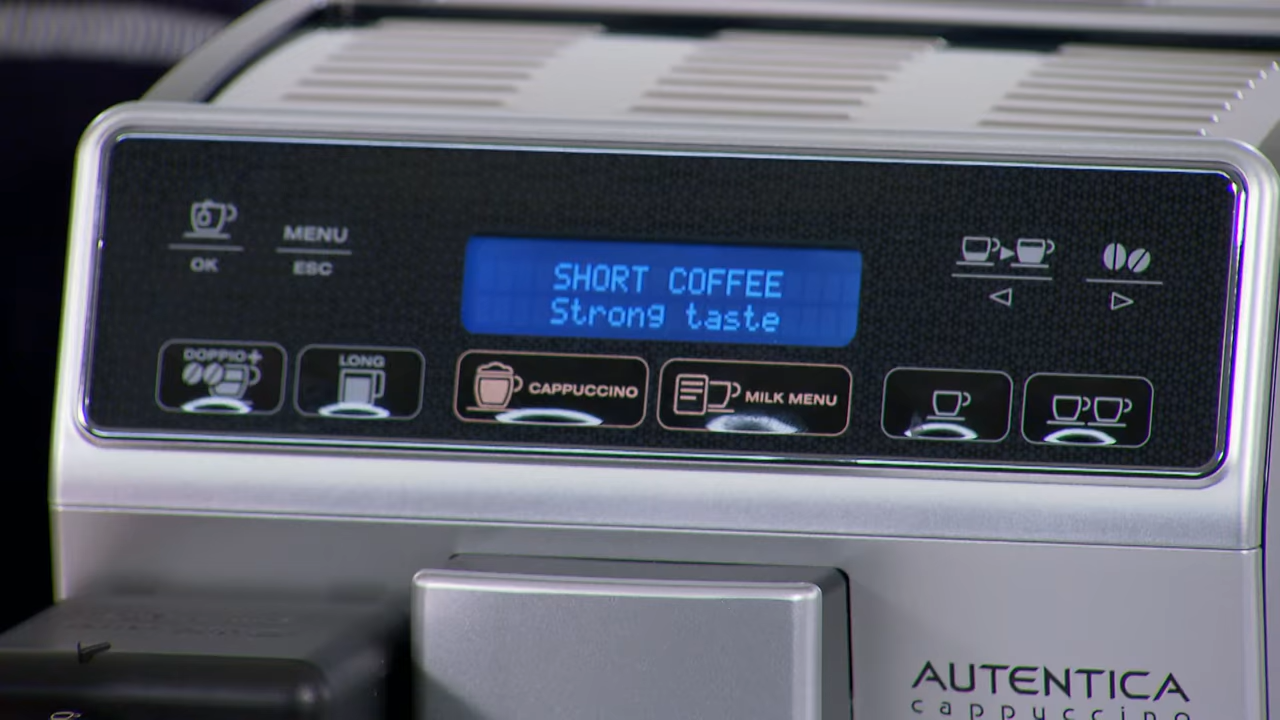 MENU
OK
ESC
SHORT COFFEE
Strong taste
DOPPIO+
LONG
CAPPUCCINO
MILK MENU
AUTENTICA
cappuccino